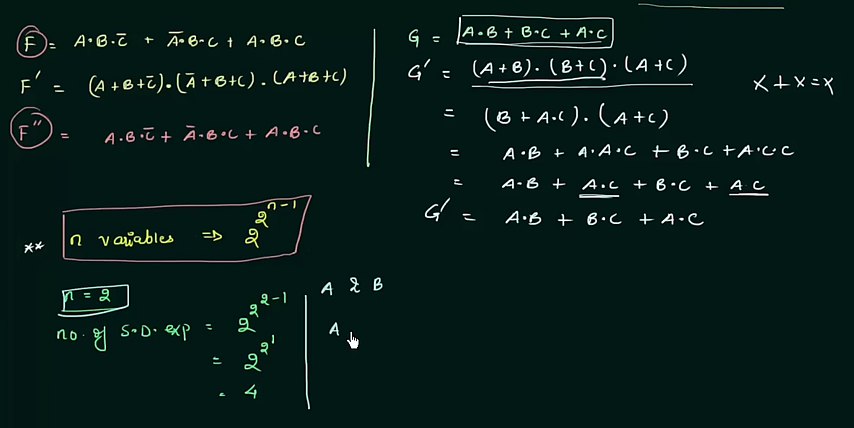 F = A·B·C̅ + A̅·B·C + A·B·C
F' = (A+B+C̅)·(A̅+B+C)·(A+B+C)
F'' = A·B·C̅ + A̅·B·C + A·B·C
** n variables ⇒ 2^2^n-1
n = 2
no. of S.D. exp = 2^2^2-1
= 2^2^1
= 4
A & B
A
G = A·B + B·C + A·C
G' = (A+B)·(B+C)·(A+C)
= (B + A·C)·(A+C)
= A·B + A·A·C + B·C + A·C·C
= A·B + A·C + B·C + A·C
G' = A·B + B·C + A·C
X + X = X